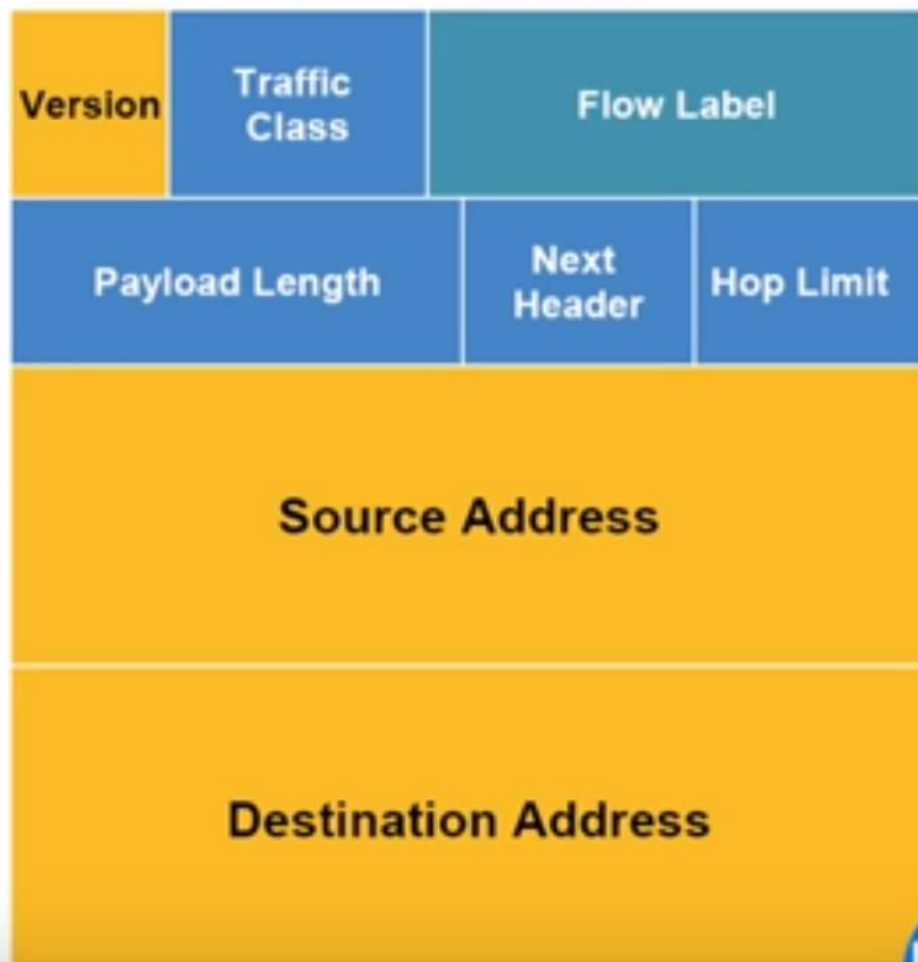 Version
Traffic
Class
Flow Label
Payload Length
Next
Header
Hop Limit
Source Address
Destination Address